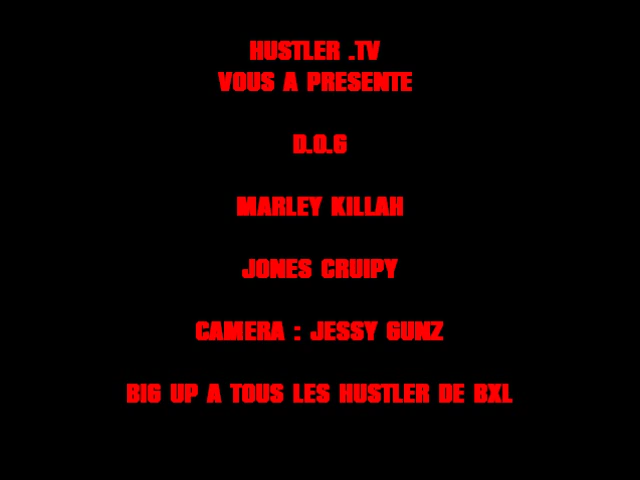 HUSTLER .TV
VOUS A PRESENTE
D.O.G
MARLEY KILLAH
JONES CRUIPY
CAMERA : JESSY GUNZ
BIG UP A TOUS LES HUSTLER DE BXL